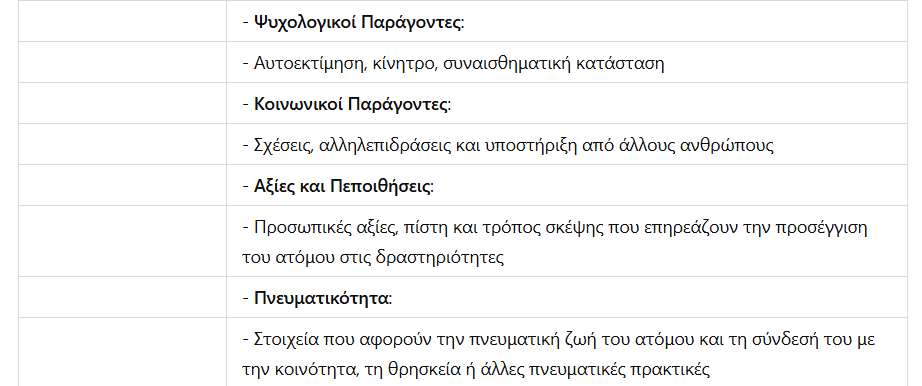 - Ψυχολογικοί Παράγοντες:
- Αυτοεκτίμηση, κίνητρο, συναισθηματική κατάσταση
- Κοινωνικοί Παράγοντες:
- Σχέσεις, αλληλεπιδράσεις και υποστήριξη από άλλους ανθρώπους
- Αξίες και Πεποιθήσεις:
- Προσωπικές αξίες, πίστη και τρόπος σκέψης που επηρεάζουν την προσέγγιση
του ατόμου στις δραστηριότητες
- Πνευματικότητα:
- Στοιχεία που αφορούν την πνευματική ζωή του ατόμου και τη σύνδεσή του με
την κοινότητα, τη θρησκεία ή άλλες πνευματικές πρακτικές